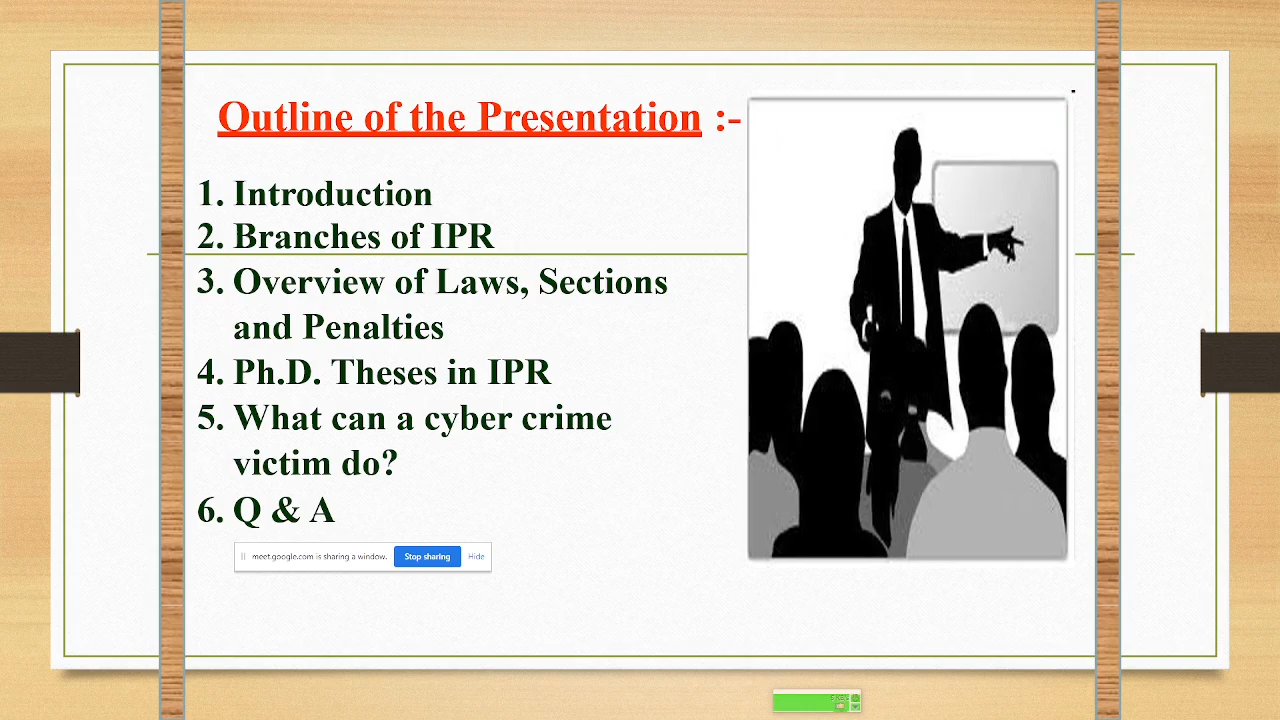 Outline of the Presentation :-
1. Introduction
2. Branches of IPR
3. Overview of Laws, Sections
and Penalties
4. Ph.D. Theses in IPR
5. What can a cyber crime
victim do?
6. Q & A
meet.google.com is sharing a window. Stop sharing Hide